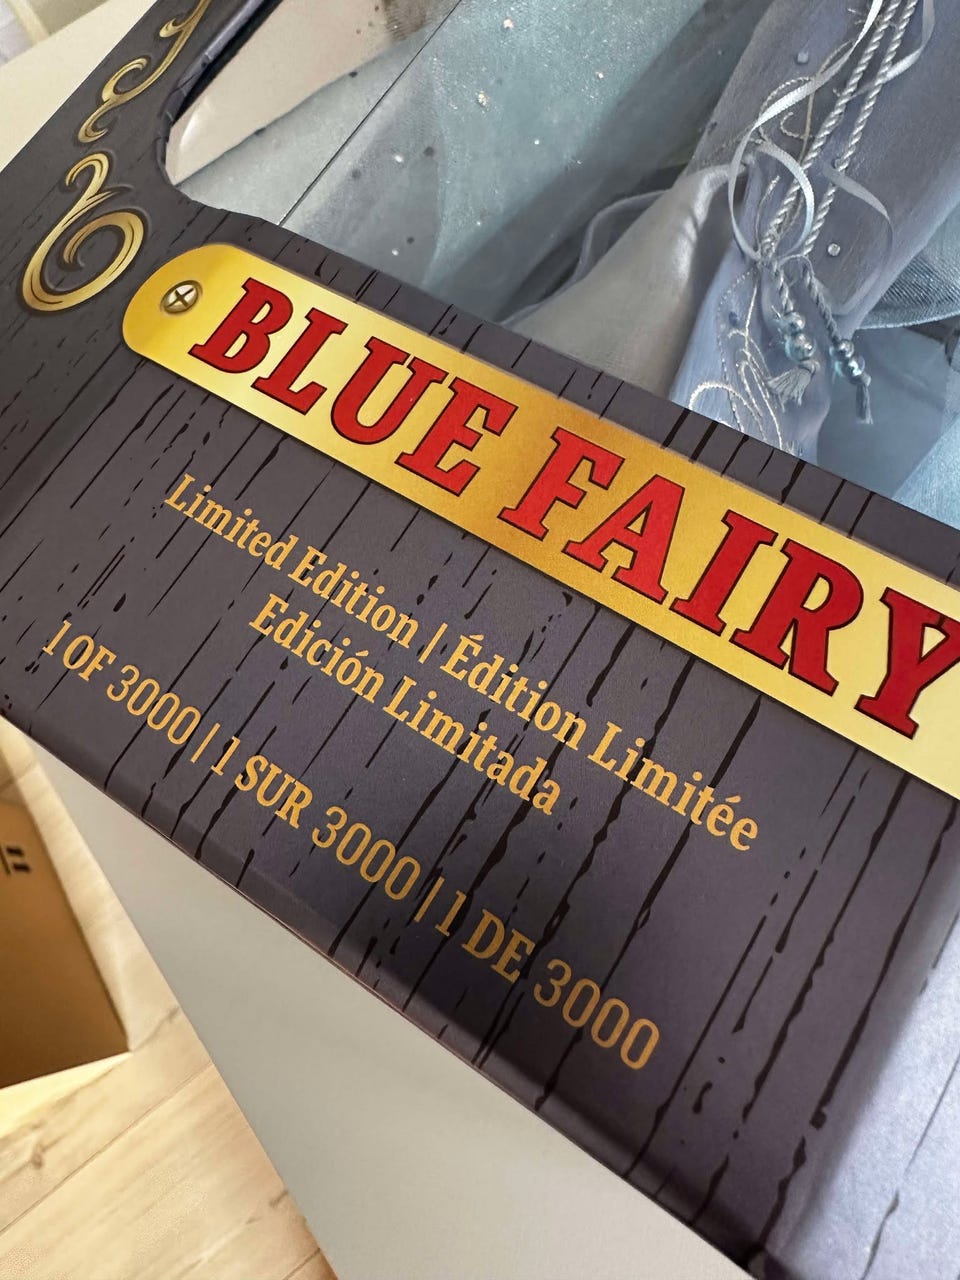 BLUE FAIRY
Limited Edition | Édition Limitée
Edición Limitada
1 OF 3000 | 1 SUR 3000 | 1 DE 3000